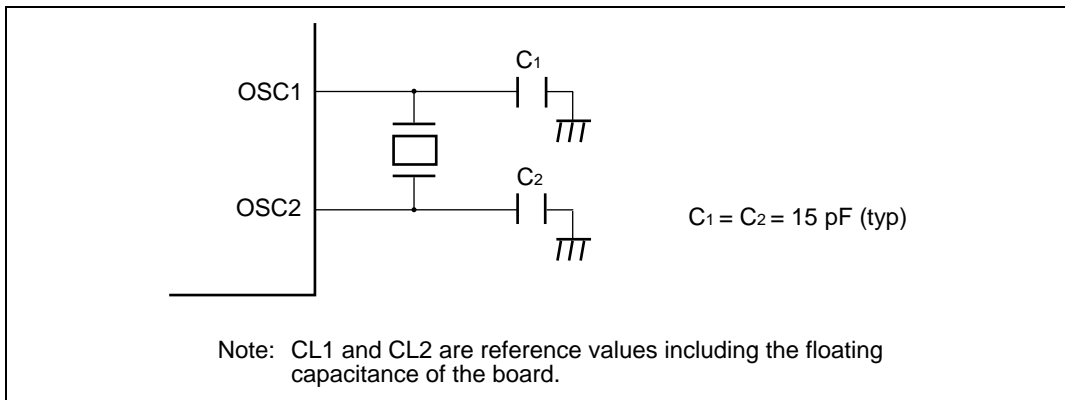 C1
OSC1
C2
OSC2
C1 = C2 = 15 pF (typ)
Note: CL1 and CL2 are reference values including the floating
capacitance of the board.